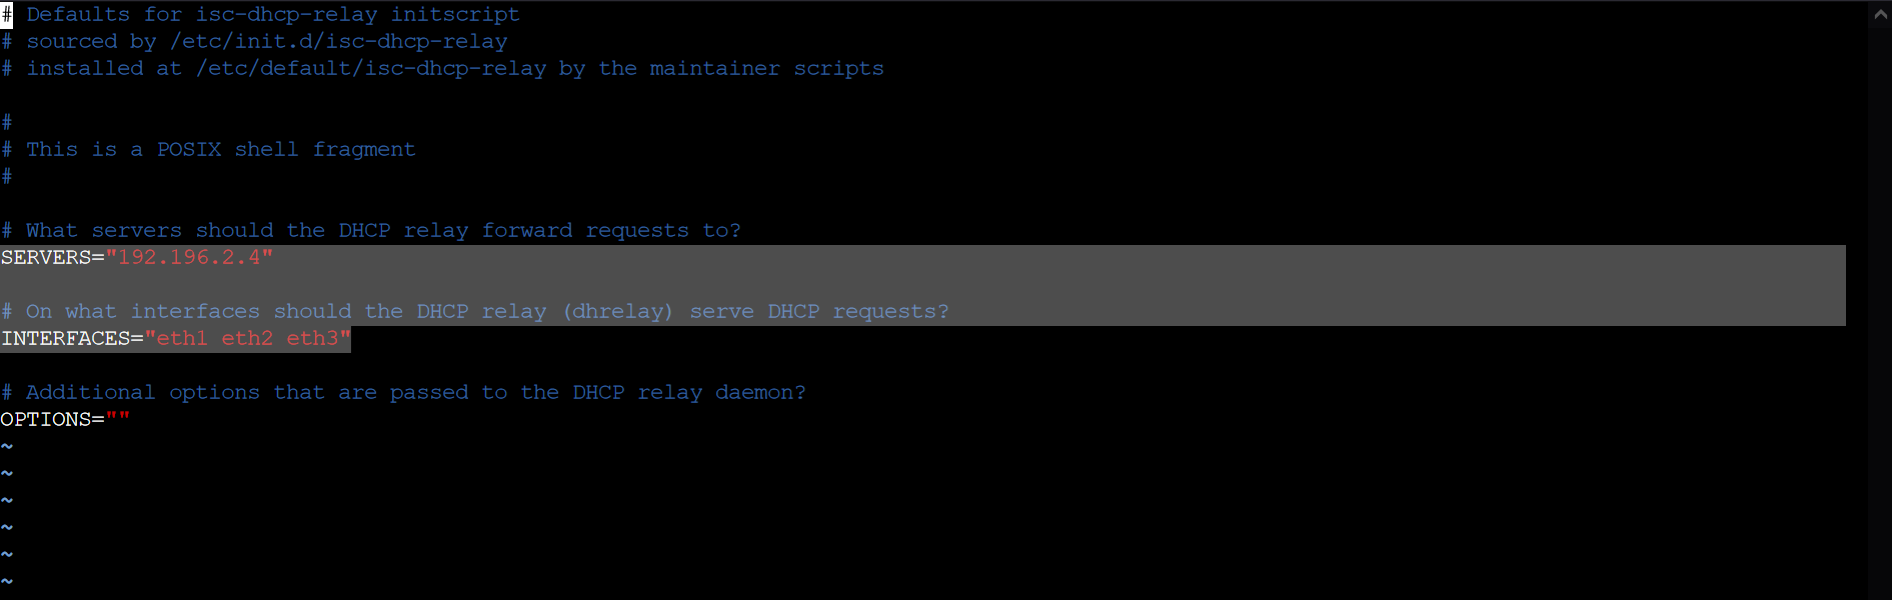 # Defaults for isc-dhcp-relay initscript
# sourced by /etc/init.d/isc-dhcp-relay
# installed at /etc/default/isc-dhcp-relay by the maintainer scripts
#
# This is a POSIX shell fragment
#
# What servers should the DHCP relay forward requests to?
SERVERS="192.196.2.4"
# On what interfaces should the DHCP relay (dhrelay) serve DHCP requests?
INTERFACES="eth1 eth2 eth3"
# Additional options that are passed to the DHCP relay daemon?
OPTIONS=""
~
~
~
~
~
~